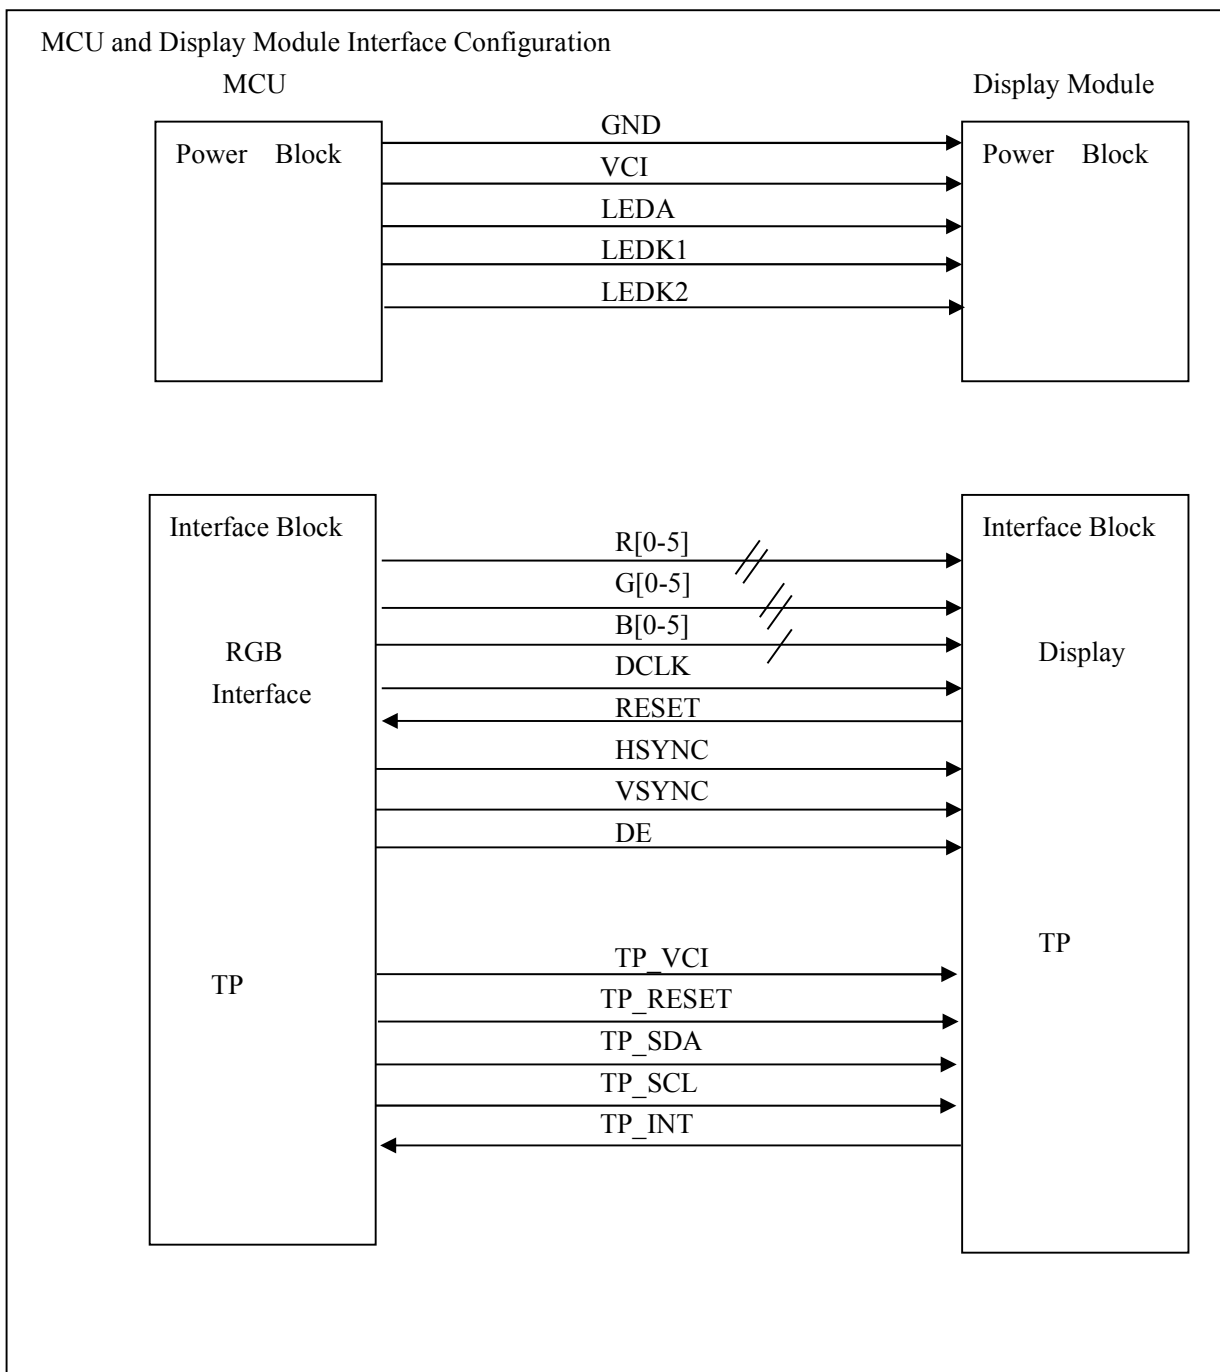 MCU and Display Module Interface Configuration
MCU
Display Module
Power Block
GND
VCI
LEDA
LEDK1
LEDK2
Power Block
Interface Block
RGB
Interface
TP
R[0-5]
G[0-5]
B[0-5]
DCLK
RESET
HSYNC
VSYNC
DE
TP_VCI
TP_RESET
TP_SDA
TP_SCL
TP_INT
Interface Block
Display
TP